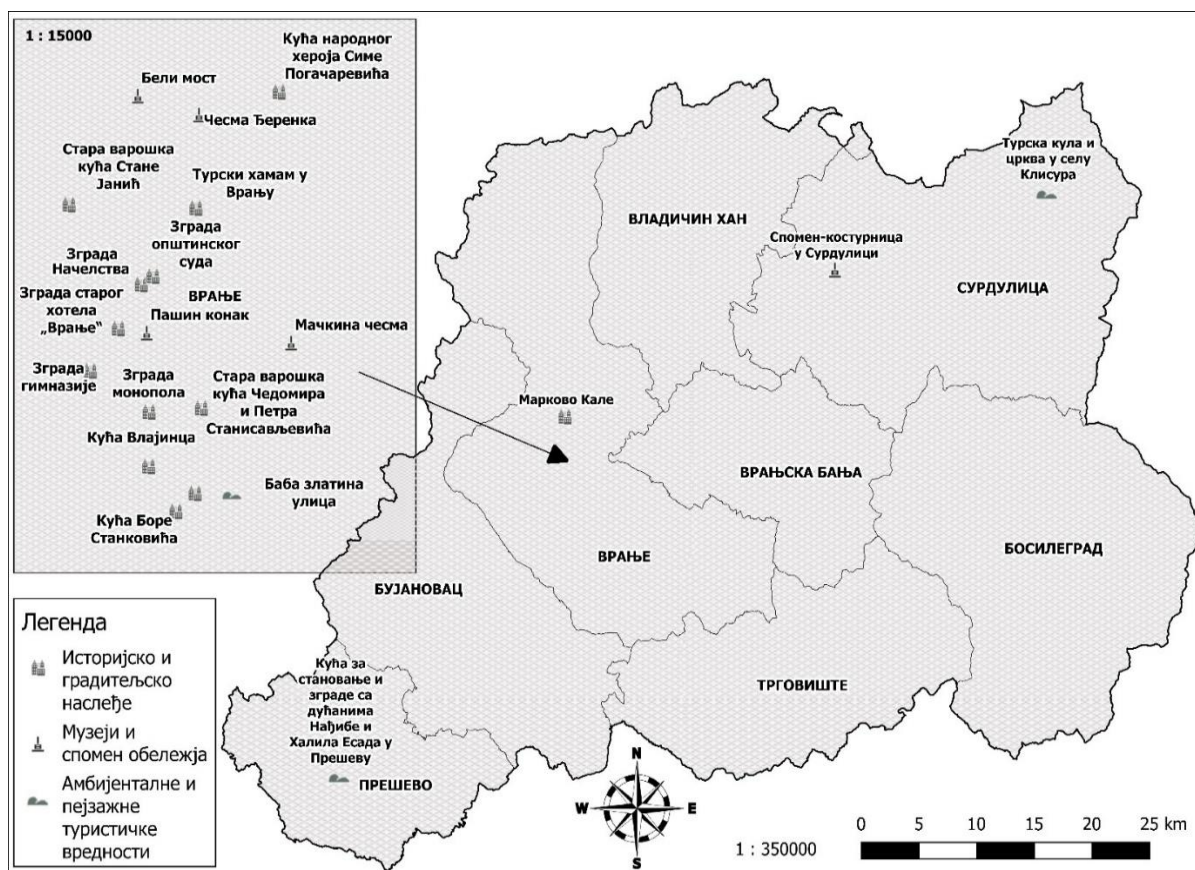 1 : 15000
Кућа народног
хероја Симе
Погачаревића
Бели мост
Чесма Ђеренка
Стара варошка
кућа Стане
Јанић
Турски хамам у
Врању
Зграда
општинског
суда
Зграда
Начелства
Зграда старог
хотела
„Врање“
ВРАЊЕ
Пашин конак
Мачкина чесма
Зграда
гимназије
Зграда
монопола
Стара варошка
кућа Чедомира
и Петра
Станисављевића
Кућа Влајинца
Баба златина
улица
Кућа Боре
Станковића
Турска кула и
црква у селу
Клисура
ВЛАДИЧИН ХАН
Спомен-костурница
у Сурдулици
СУРДУЛИЦА
Марково Кале
ВРАЊСКА БАЊА
ВРАЊЕ
БОСИЛЕГРАД
БУЈАНОВАЦ
ТРГОВИШТЕ
Кућа за
становање и
зграде са
дућанима
Нађибе и
Халила Есада у
Прешеву
ПРЕШЕВО
Легенда
Историјско и
градитељско
наслеђе
Музеји и
спомен обележја
Амбијенталне и
пејзажне
туристичке
вредности
N
W
E
S
1 : 350000
0 5 10 15 20 25 km